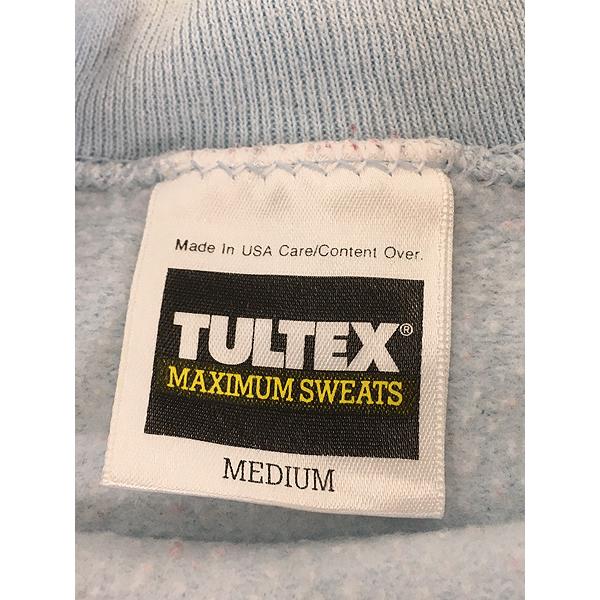 Made In USA Care/Content Over.
TULTEX®
MAXIMUM SWEATS
MEDIUM